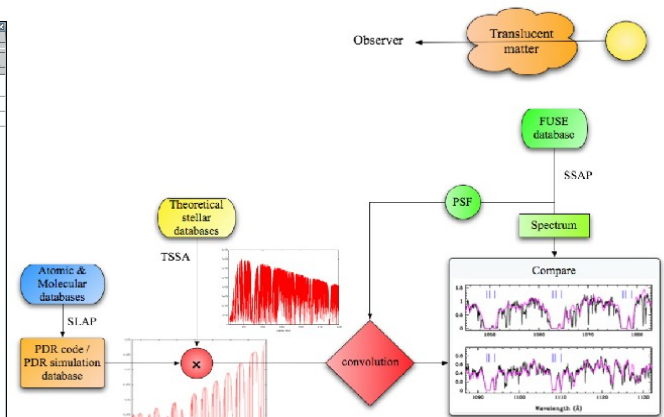 Observer
Translucent
matter
FUSE
database
SSAP
PSF
Spectrum
Theoretical
stellar
databases
TSSA
Atomic &
Molecular
databases
SLAP
PDR code /
PDR simulation
database
×
convolution
Compare
Wavelength (Å)